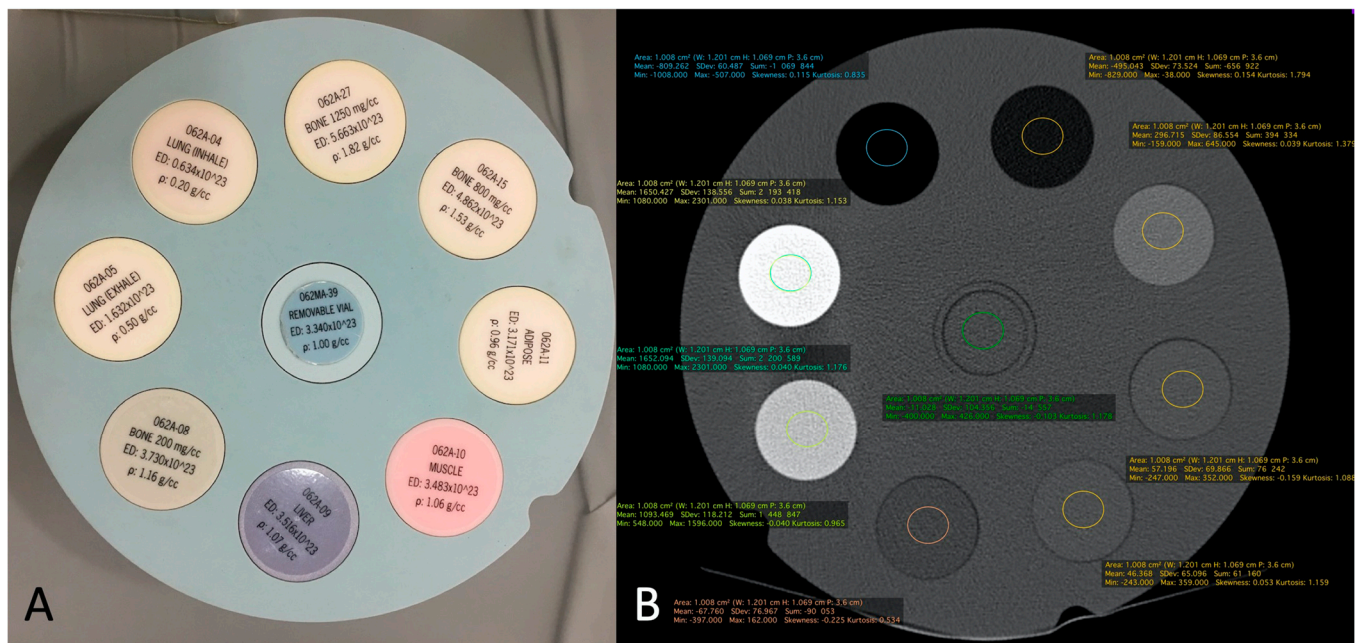 062A-27
BONE 1250 mg/cc
ED: 5.663x10^23
ρ: 1.82 g/cc
062A-04
LUNG (INHALE)
ED: 0.634x10^23
ρ: 0.20 g/cc
062A-15
BONE 800 mg/cc
ED: 4.862x10^23
ρ: 1.53 g/cc
062A-05
LUNG (EXHALE)
ED: 1.632x10^23
ρ: 0.50 g/cc
062MA-39
REMOVABLE VIAL
ED: 3.340x10^23
ρ: 1.00 g/cc
062A-11
ADIPOSE
ED: 3.171x10^23
ρ: 0.96 g/cc
062A-08
BONE 200 mg/cc
ED: 3.730x10^23
ρ: 1.16 g/cc
062A-10
MUSCLE
ED: 3.483x10^23
ρ: 1.06 g/cc
062A-09
LIVER
ED: 3.516x10^23
ρ: 1.07 g/cc
A
Area: 1.008 cm² (W: 1.201 cm H: 1.069 cm P: 3.6 cm)
Mean: -809.262 SDev: 60.487 Sum: -1 069 844
Min: -1008.000 Max: -507.000 Skewness: 0.115 Kurtosis: 0.835
Area: 1.008 cm² (W: 1.201 cm H: 1.069 cm P: 3.6 cm)
Mean: -495.043 SDev: 73.524 Sum: -656 922
Min: -829.000 Max: -38.000 Skewness: 0.154 Kurtosis: 1.794
Area: 1.008 cm² (W: 1.201 cm H: 1.069 cm P: 3.6 cm)
Mean: 296.715 SDev: 86.554 Sum: 394 334
Min: -159.000 Max: 645.000 Skewness: 0.039 Kurtosis: 1.379
Area: 1.008 cm² (W: 1.201 cm H: 1.069 cm P: 3.6 cm)
Mean: 1650.427 SDev: 138.556 Sum: 2 193 418
Min: 1080.000 Max: 2301.000 Skewness: 0.038 Kurtosis: 1.153
Area: 1.008 cm² (W: 1.201 cm H: 1.069 cm P: 3.6 cm)
Mean: 1652.094 SDev: 139.094 Sum: 2 200 589
Min: 1080.000 Max: 2301.000 Skewness: 0.040 Kurtosis: 1.176
Area: 1.008 cm² (W: 1.201 cm H: 1.069 cm P: 3.6 cm)
Mean: -11.028 SDev: 104.356 Sum: -14 557
Min: -400.000 Max: 426.000 Skewness: -0.103 Kurtosis: 1.178
Area: 1.008 cm² (W: 1.201 cm H: 1.069 cm P: 3.6 cm)
Mean: 57.196 SDev: 69.866 Sum: 76 242
Min: -247.000 Max: 352.000 Skewness: -0.159 Kurtosis: 1.088
Area: 1.008 cm² (W: 1.201 cm H: 1.069 cm P: 3.6 cm)
Mean: 1093.469 SDev: 118.212 Sum: 1 448 847
Min: 548.000 Max: 1596.000 Skewness: -0.040 Kurtosis: 0.965
Area: 1.008 cm² (W: 1.201 cm H: 1.069 cm P: 3.6 cm)
Mean: 46.368 SDev: 65.096 Sum: 61 160
Min: -243.000 Max: 359.000 Skewness: 0.053 Kurtosis: 1.159
Area: 1.008 cm² (W: 1.201 cm H: 1.069 cm P: 3.6 cm)
Mean: -67.760 SDev: 76.967 Sum: -90 053
Min: -397.000 Max: 162.000 Skewness: -0.225 Kurtosis: 0.534
B